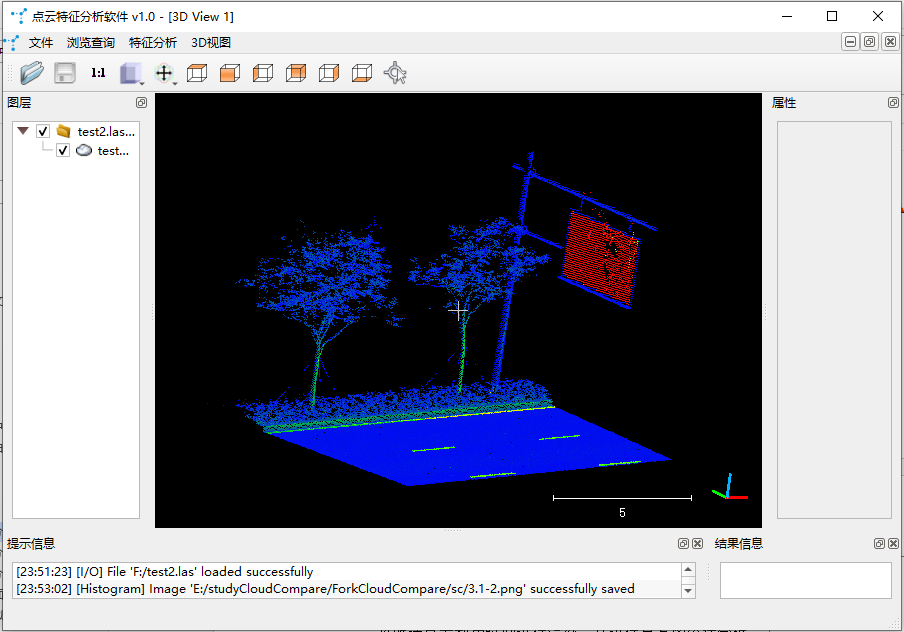 点云特征分析软件 v1.0 - [3D View 1]
文件 浏览查询 特征分析 3D视图
1:1
图层
属性
test2.las...
test...
5
提示信息
结果信息
[23:51:23] [I/O] File 'F:/test2.las' loaded successfully
[23:53:02] [Histogram] Image 'E:/studyCloudCompare/ForkCloudCompare/sc/3.1-2.png' successfully saved